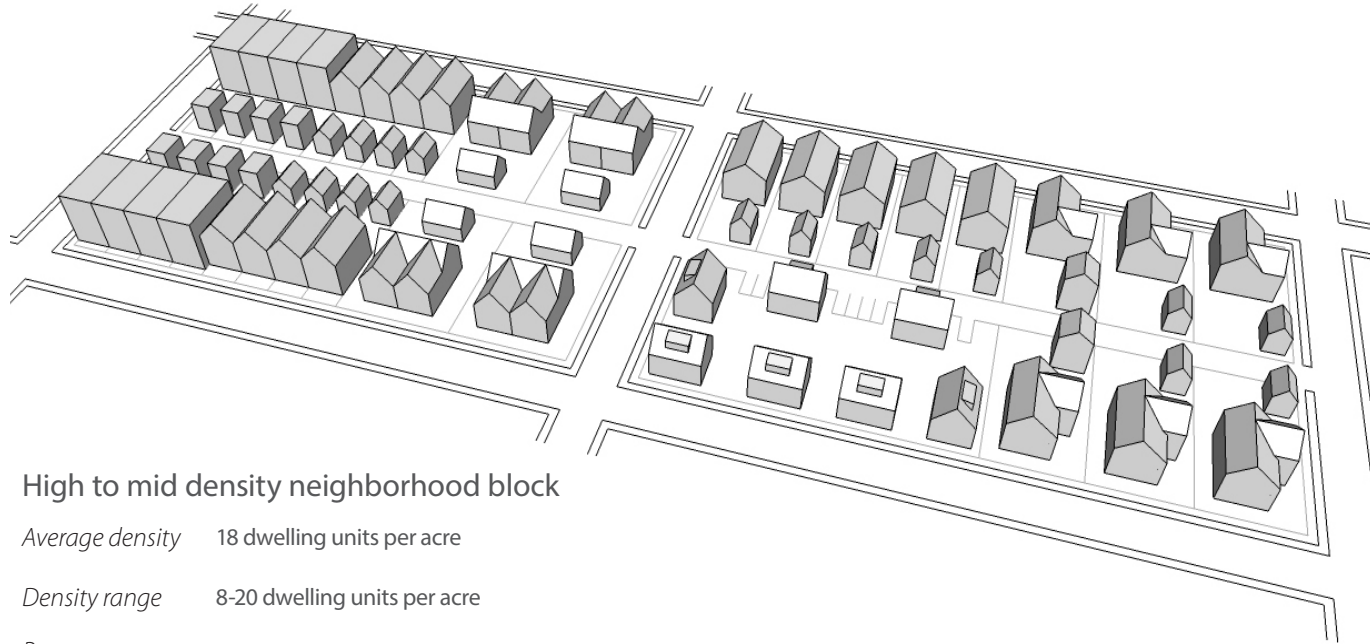 High to mid density neighborhood block
Average density 18 dwelling units per acre
Density range 8-20 dwelling units per acre